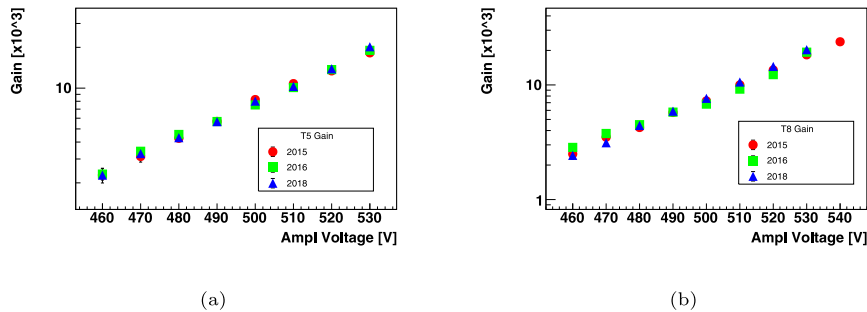 Gain [x10^3]
10
T5 Gain
2015
2016
2018
460 470 480 490 500 510 520 530
Ampl Voltage [V]
(a)
Gain [x10^3]
10
1
T8 Gain
2015
2016
2018
460 470 480 490 500 510 520 530 540
Ampl Voltage [V]
(b)